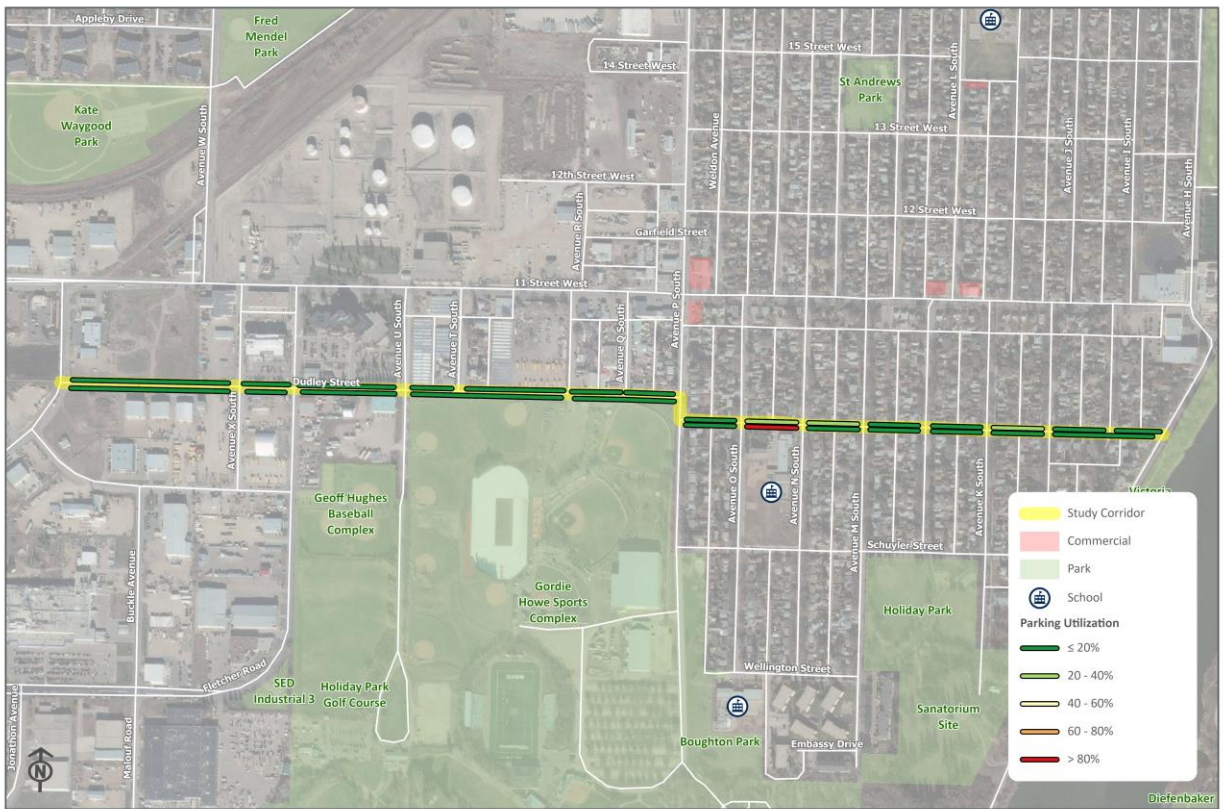 Appleby Drive
Fred
Mendel
Park
15 Street West
14 Street West
Avenue L South
St Andrews
Park
Kate
Waygood
Park
Avenue W South
Weldon Avenue
13 Street West
Avenue J South
Avenue I South
12th Street West
Avenue H South
Avenue R South
12 Street West
Garfield Street
11 Street West
Avenue P South
Avenue U South
Avenue T South
Avenue Q South
Dudley Street
Avenue X South
Avenue O South
Avenue N South
Avenue M South
Avenue K South
Geoff Hughes
Baseball
Complex
Victoria
Schuyler Street
Buckle Avenue
Gordie
Howe Sports
Complex
Holiday Park
Wellington Street
Fletcher Road
SED
Industrial 3
Holiday Park
Golf Course
Sanatorium
Site
Jonathon Avenue
Malouf Road
Boughton Park
Embassy Drive
N
Study Corridor
Commercial
Park
School
Parking Utilization
≤ 20%
20 - 40%
40 - 60%
60 - 80%
> 80%
Diefenbaker